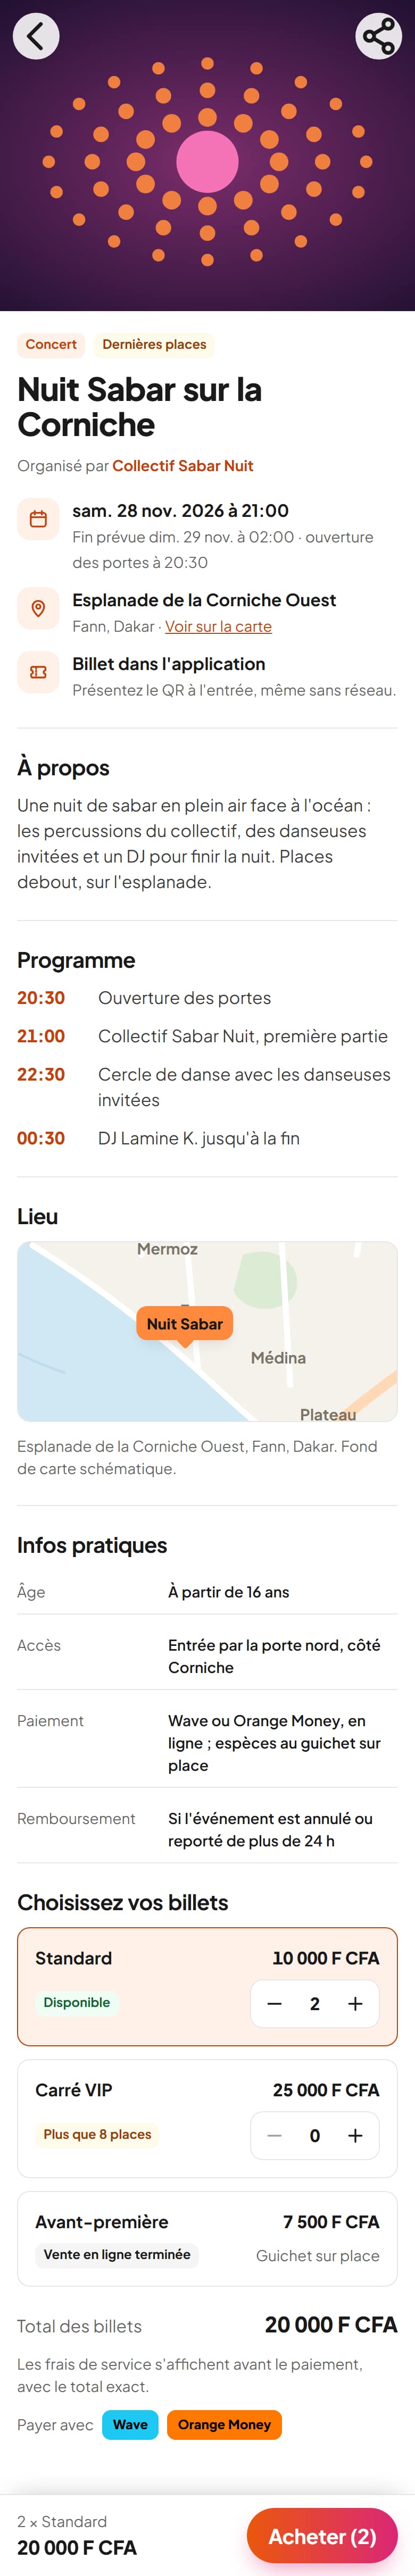 Concert
Dernières places
Nuit Sabar sur la
Corniche
Organisé par Collectif Sabar Nuit
sam. 28 nov. 2026 à 21:00
Fin prévue dim. 29 nov. à 02:00 · ouverture
des portes à 20:30
Esplanade de la Corniche Ouest
Fann, Dakar · Voir sur la carte
Billet dans l'application
Présentez le QR à l'entrée, même sans réseau.
À propos
Une nuit de sabar en plein air face à l'océan :
les percussions du collectif, des danseuses
invitées et un DJ pour finir la nuit. Places
debout, sur l'esplanade.
Programme
20:30 Ouverture des portes
21:00 Collectif Sabar Nuit, première partie
22:30 Cercle de danse avec les danseuses
invitées
00:30 DJ Lamine K. jusqu'à la fin
Lieu
Mermoz
Nuit Sabar
Médina
Plateau
Esplanade de la Corniche Ouest, Fann, Dakar. Fond
de carte schématique.
Infos pratiques
Âge À partir de 16 ans
Accès Entrée par la porte nord, côté
Corniche
Paiement Wave ou Orange Money, en
ligne ; espèces au guichet sur
place
Remboursement Si l'événement est annulé ou
reporté de plus de 24 h
Choisissez vos billets
Standard 10 000 F CFA
Disponible − 2 +
Carré VIP 25 000 F CFA
Plus que 8 places − 0 +
Avant-première 7 500 F CFA
Vente en ligne terminée Guichet sur place
Total des billets 20 000 F CFA
Les frais de service s'affichent avant le paiement,
avec le total exact.
Payer avec Wave Orange Money
2 × Standard
20 000 F CFA
Acheter (2)